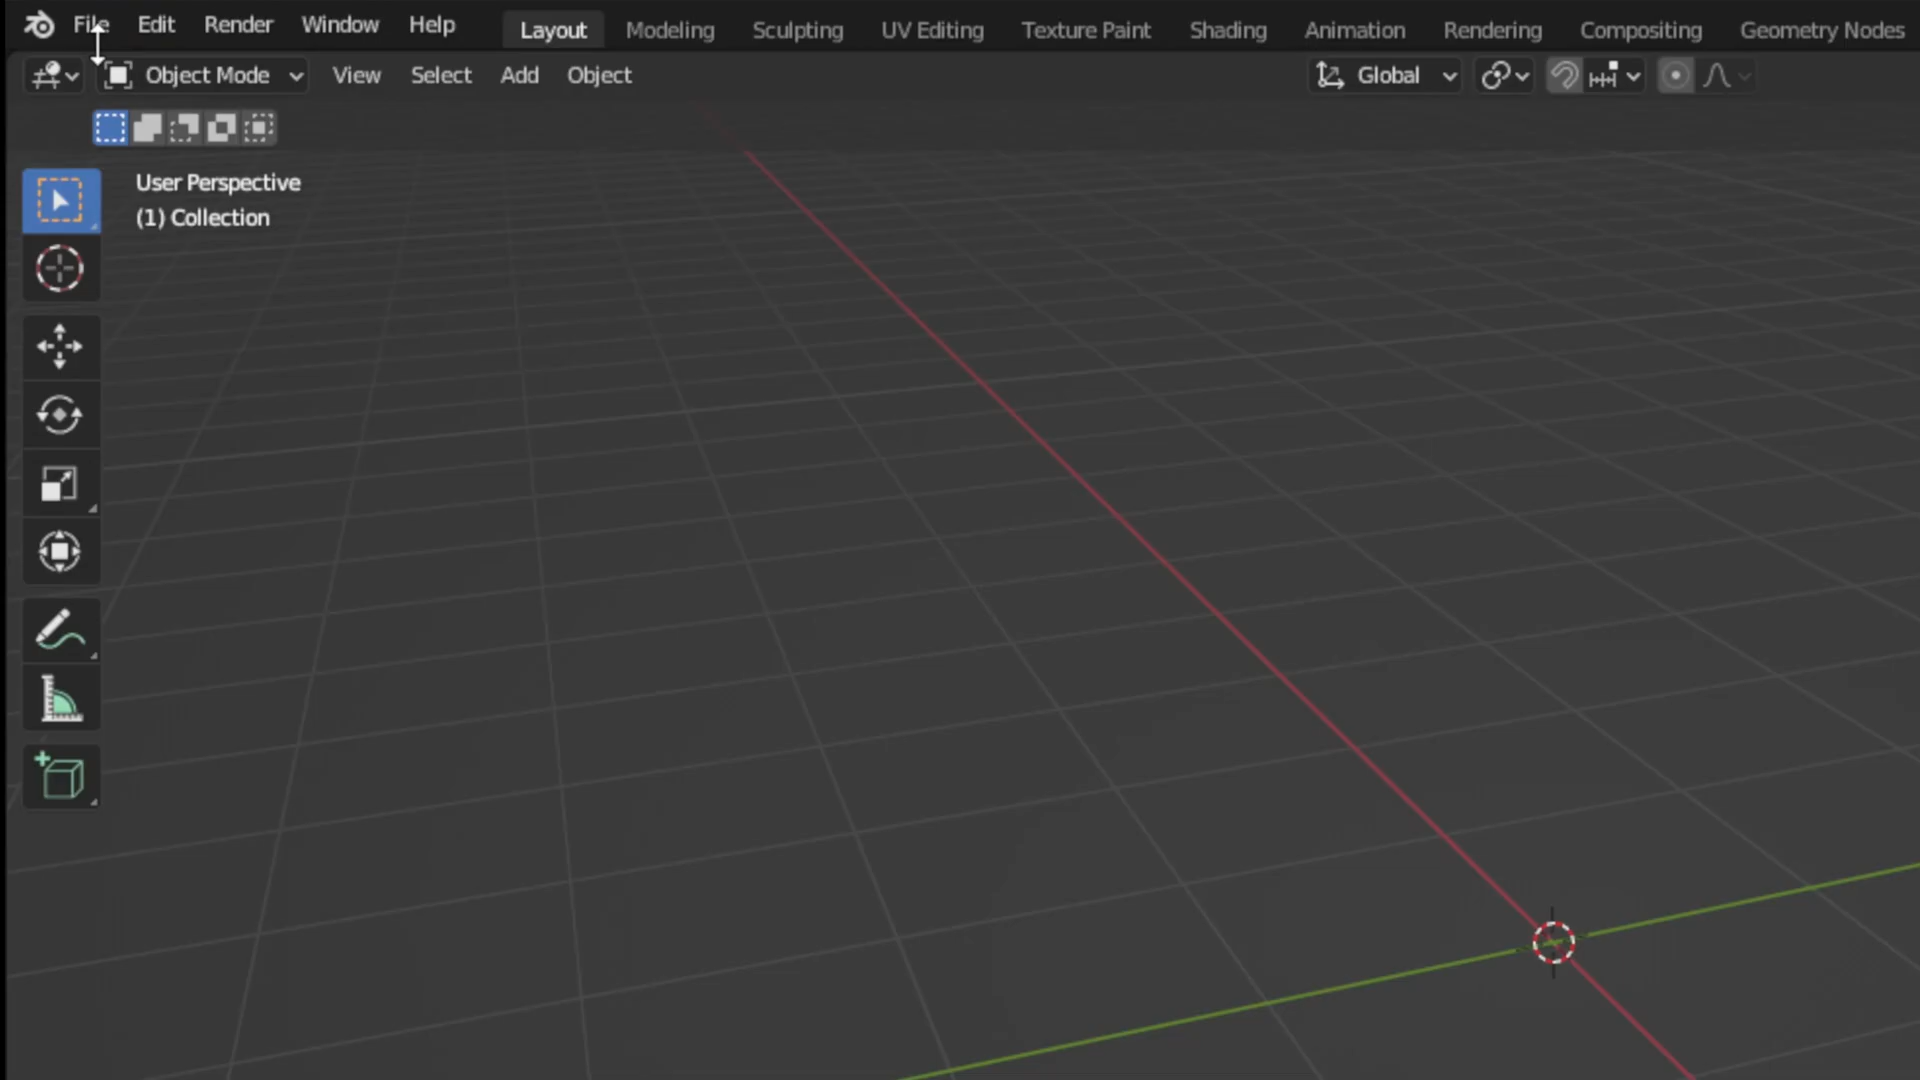 File Edit Render Window Help Layout Modeling Sculpting UV Editing Texture Paint Shading Animation Rendering Compositing Geometry Nodes
Object Mode View Select Add Object Global
User Perspective
(1) Collection